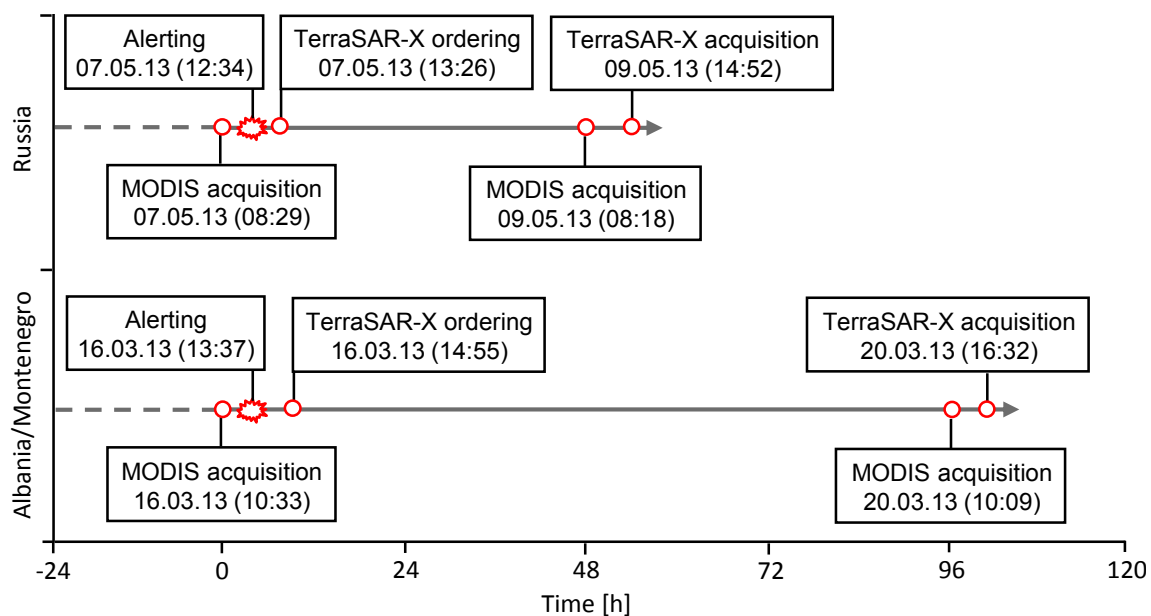 Russia
Alerting
07.05.13 (12:34)
TerraSAR-X ordering
07.05.13 (13:26)
TerraSAR-X acquisition
09.05.13 (14:52)
MODIS acquisition
07.05.13 (08:29)
MODIS acquisition
09.05.13 (08:18)
Albania/Montenegro
Alerting
16.03.13 (13:37)
TerraSAR-X ordering
16.03.13 (14:55)
TerraSAR-X acquisition
20.03.13 (16:32)
MODIS acquisition
16.03.13 (10:33)
MODIS acquisition
20.03.13 (10:09)
-24 0 24 48 72 96 120
Time [h]